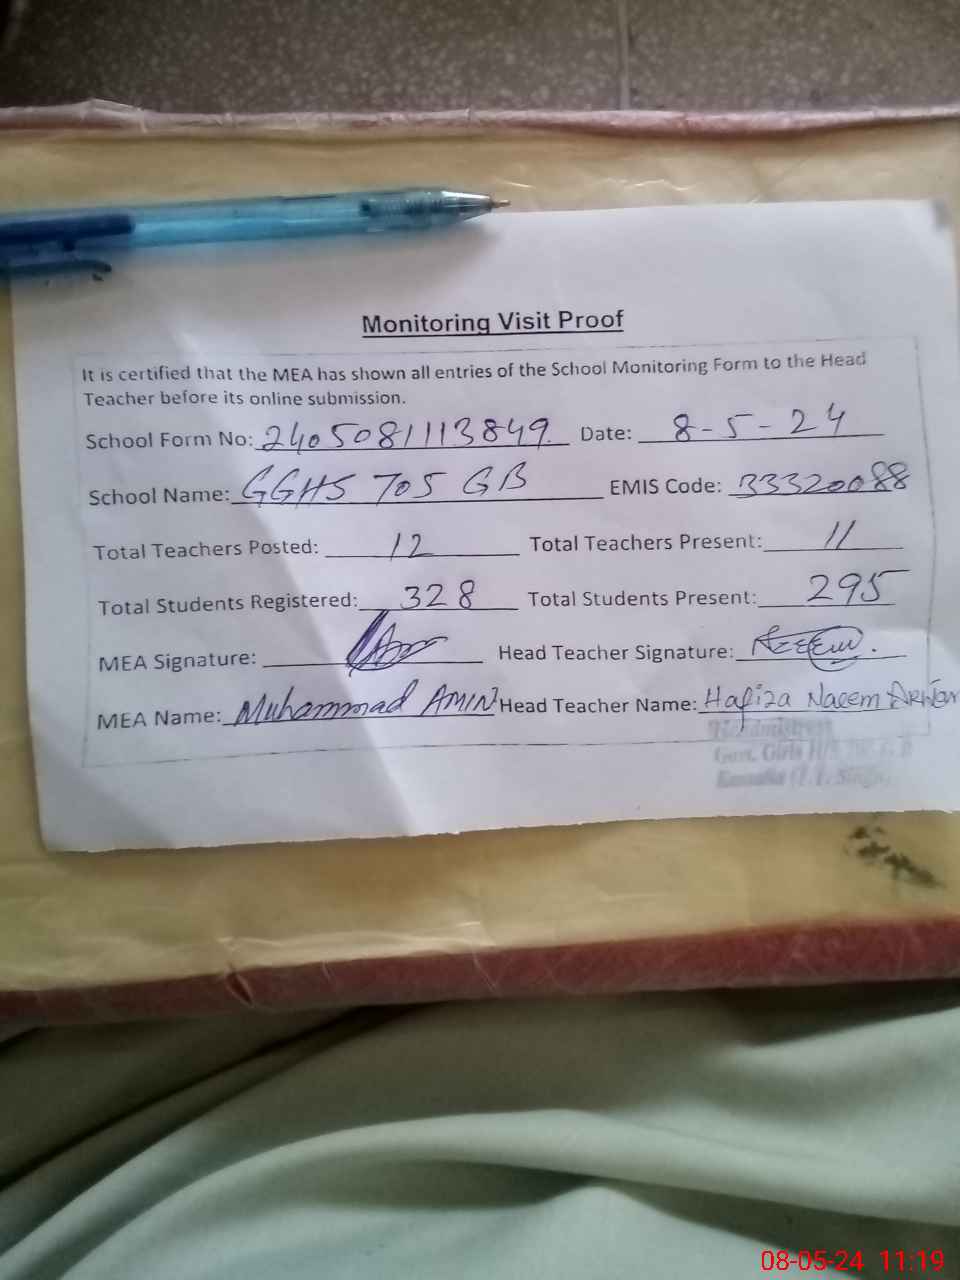 Monitoring Visit Proof
It is certified that the MEA has shown all entries of the School Monitoring Form to the Head
Teacher before its online submission.
School Form No: 2405081113849 Date: 8-5-24
School Name: GGHS 705 GB EMIS Code: 33320088
Total Teachers Posted: 12 Total Teachers Present: 11
Total Students Registered: 328 Total Students Present: 295
MEA Signature: Head Teacher Signature:
MEA Name: Muhammad AMIN Head Teacher Name: Hafiza Naeem
Govt. Girls
08-05-24 11:19